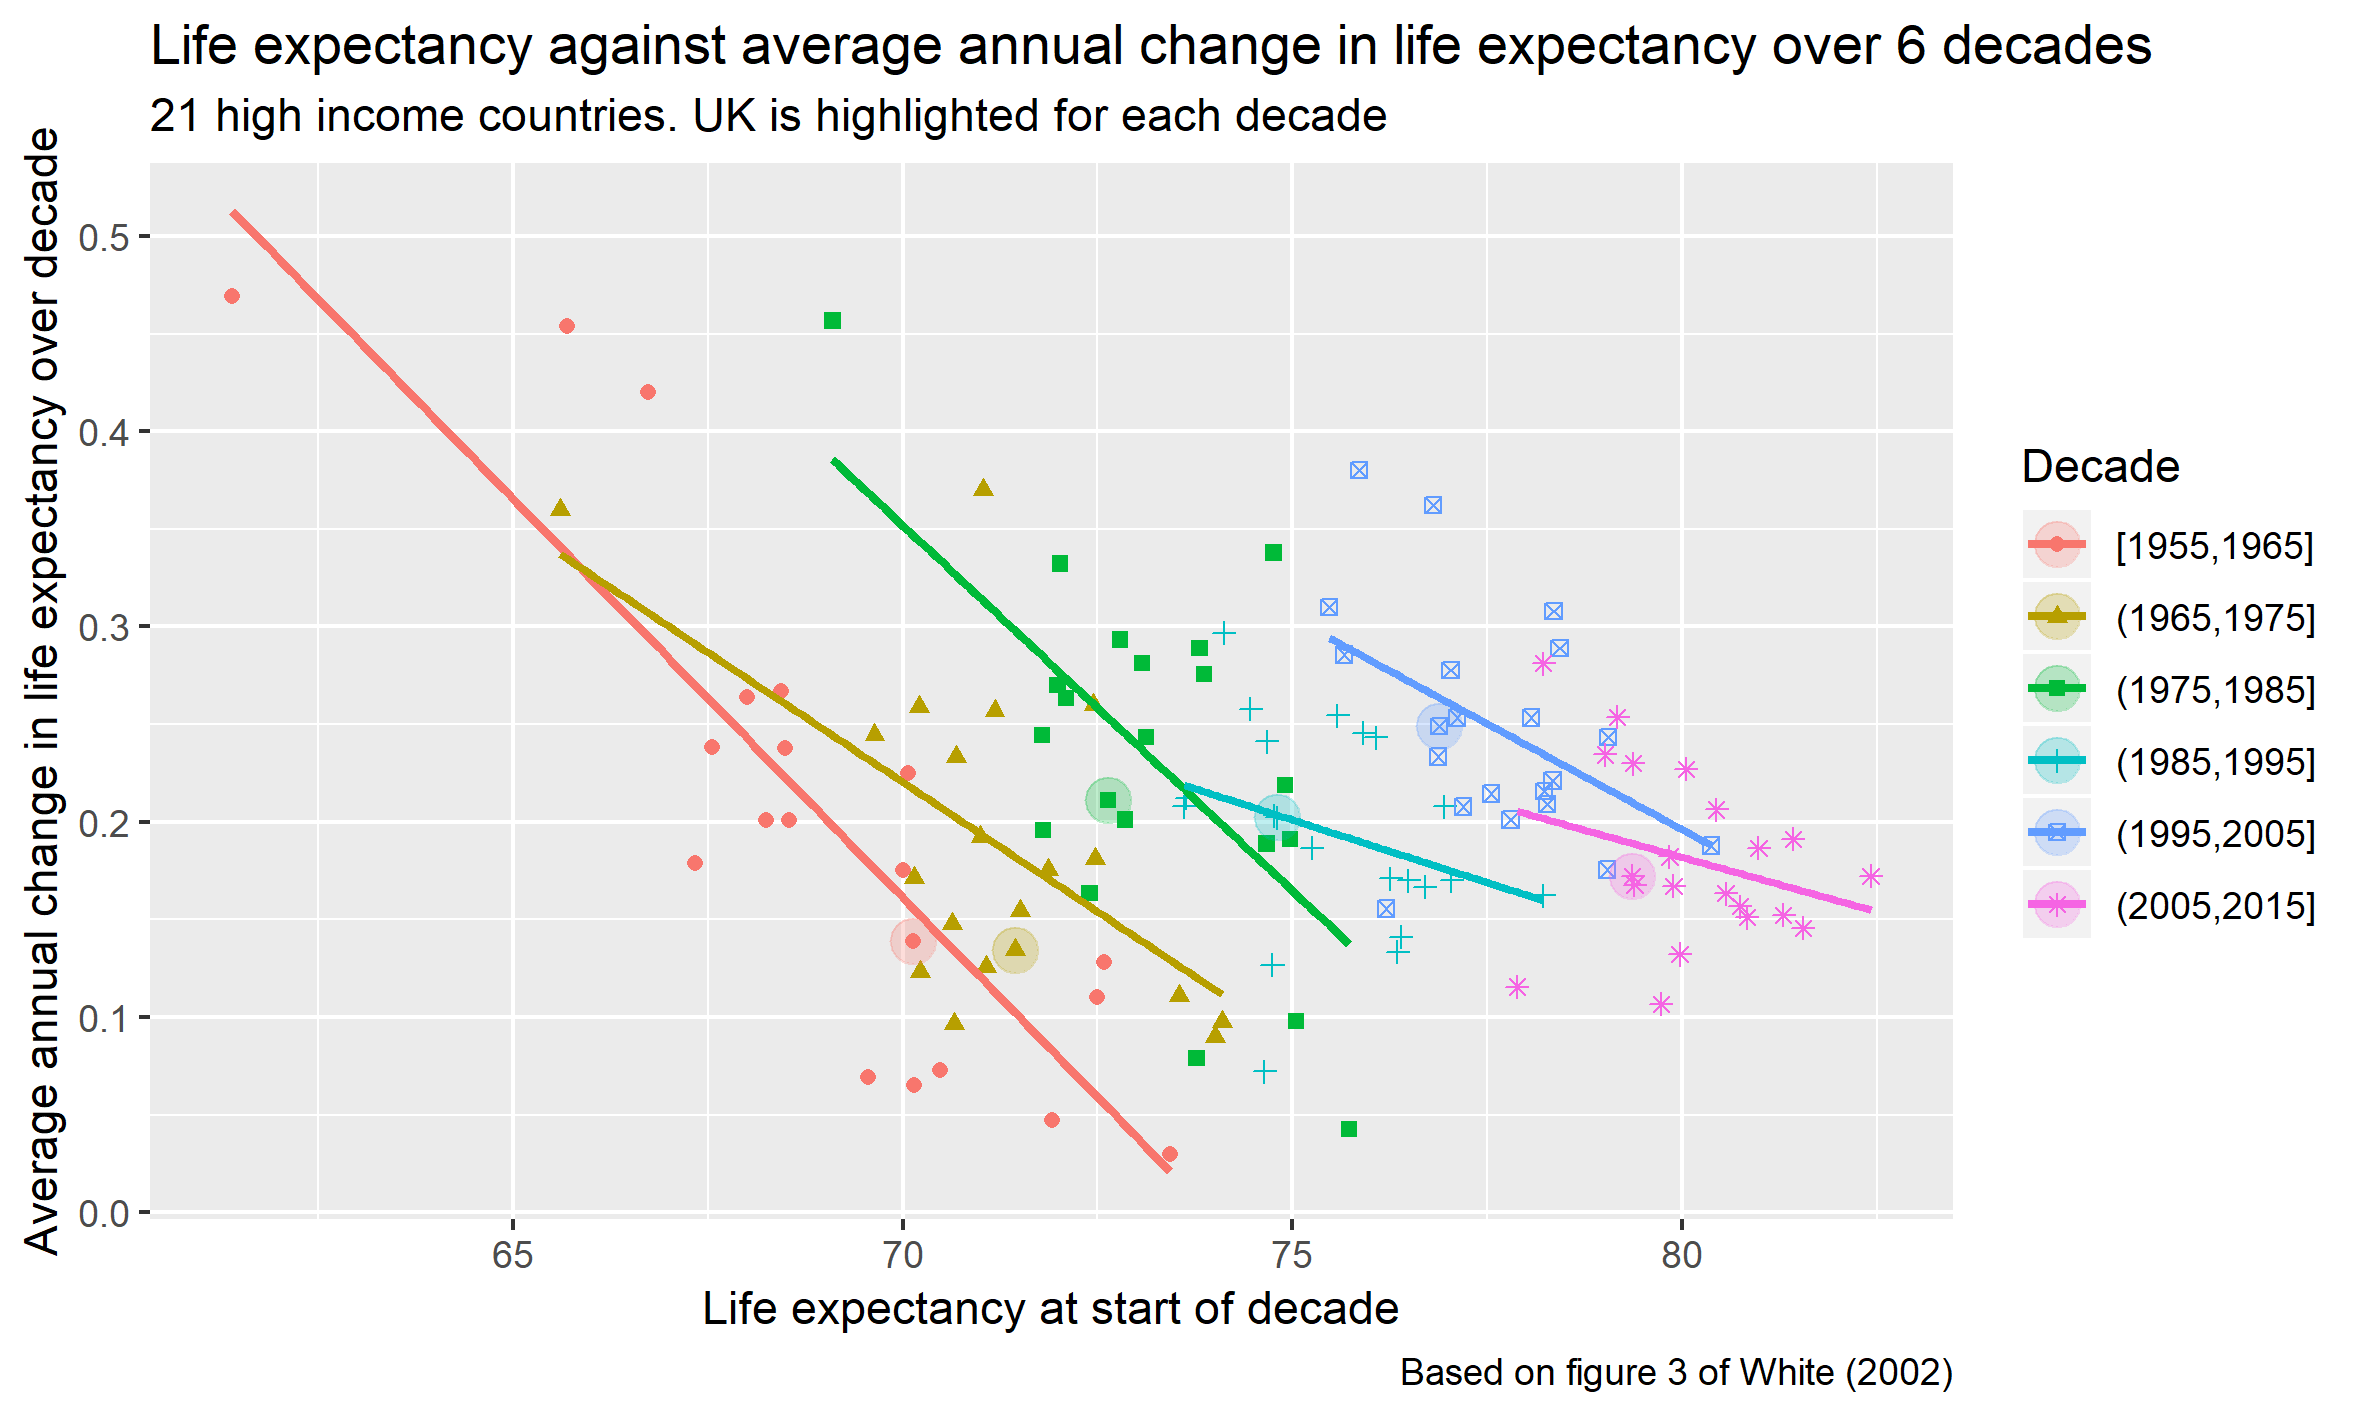 Life expectancy against average annual change in life expectancy over 6 decades
21 high income countries. UK is highlighted for each decade
Average annual change in life expectancy over decade
0.5
0.4
0.3
0.2
0.1
0.0
65
70
75
80
Life expectancy at start of decade
Decade
[1955,1965]
(1965,1975]
(1975,1985]
(1985,1995]
(1995,2005]
(2005,2015]
Based on figure 3 of White (2002)